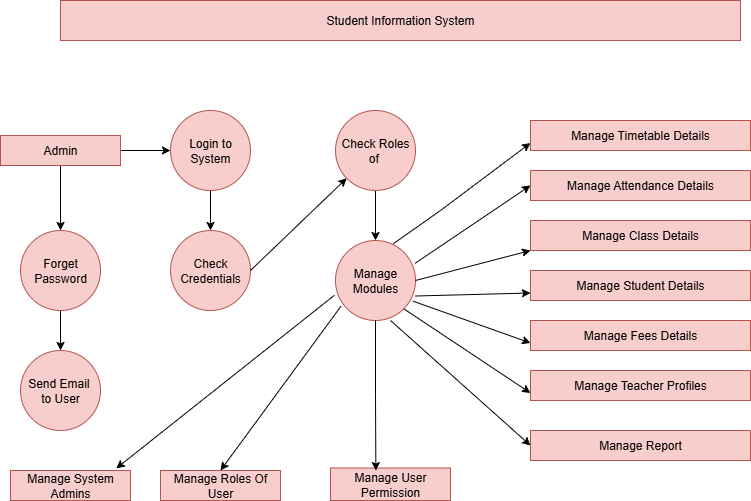 Student Information System
Admin
Login to
System
Check Roles
of
Manage Timetable Details
Manage Attendance Details
Manage Class Details
Forget
Password
Check
Credentials
Manage
Modules
Manage Student Details
Manage Fees Details
Send Email
to User
Manage Teacher Profiles
Manage Report
Manage System
Admins
Manage Roles Of
User
Manage User
Permission